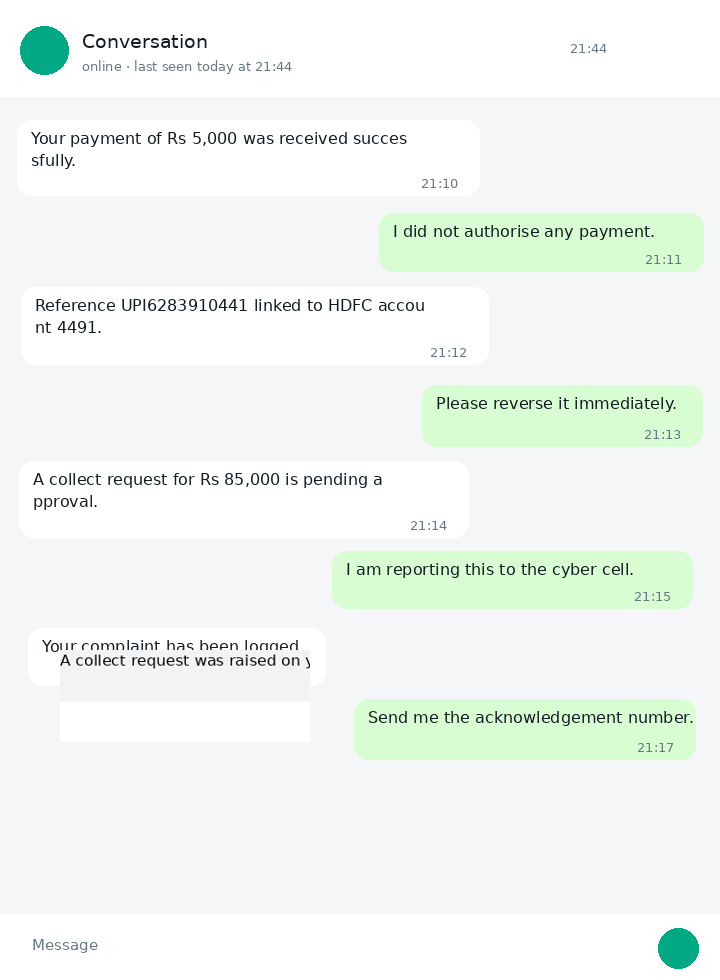 Conversation
21:44
online · last seen today at 21:44
Your payment of Rs 5,000 was received succes
sfully.
21:10
I did not authorise any payment.
21:11
Reference UPI6283910441 linked to HDFC accou
nt 4491.
21:12
Please reverse it immediately.
21:13
A collect request for Rs 85,000 is pending a
pproval.
21:14
I am reporting this to the cyber cell.
21:15
Your complaint has been logged
A collect request was raised on
Send me the acknowledgement number.
21:17
Message